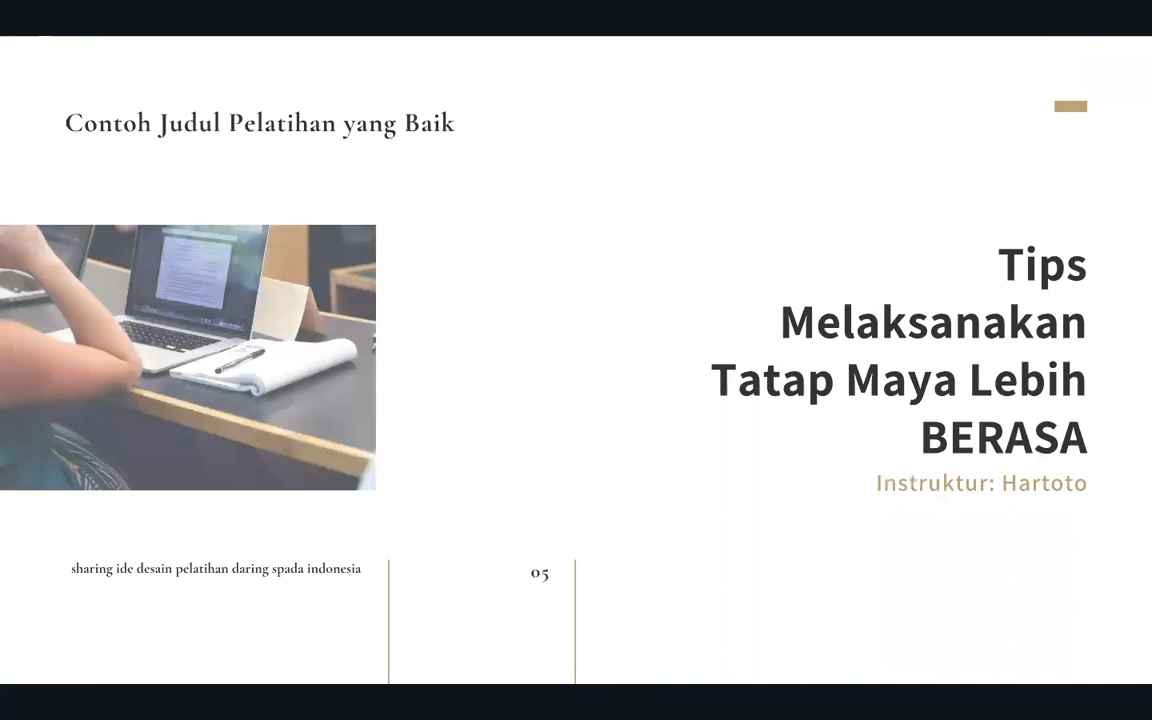 Contoh Judul Pelatihan yang Baik
Tips
Melaksanakan
Tatap Maya Lebih
BERASA
Instruktur: Hartoto
sharing ide desain pelatihan daring spada indonesia
05